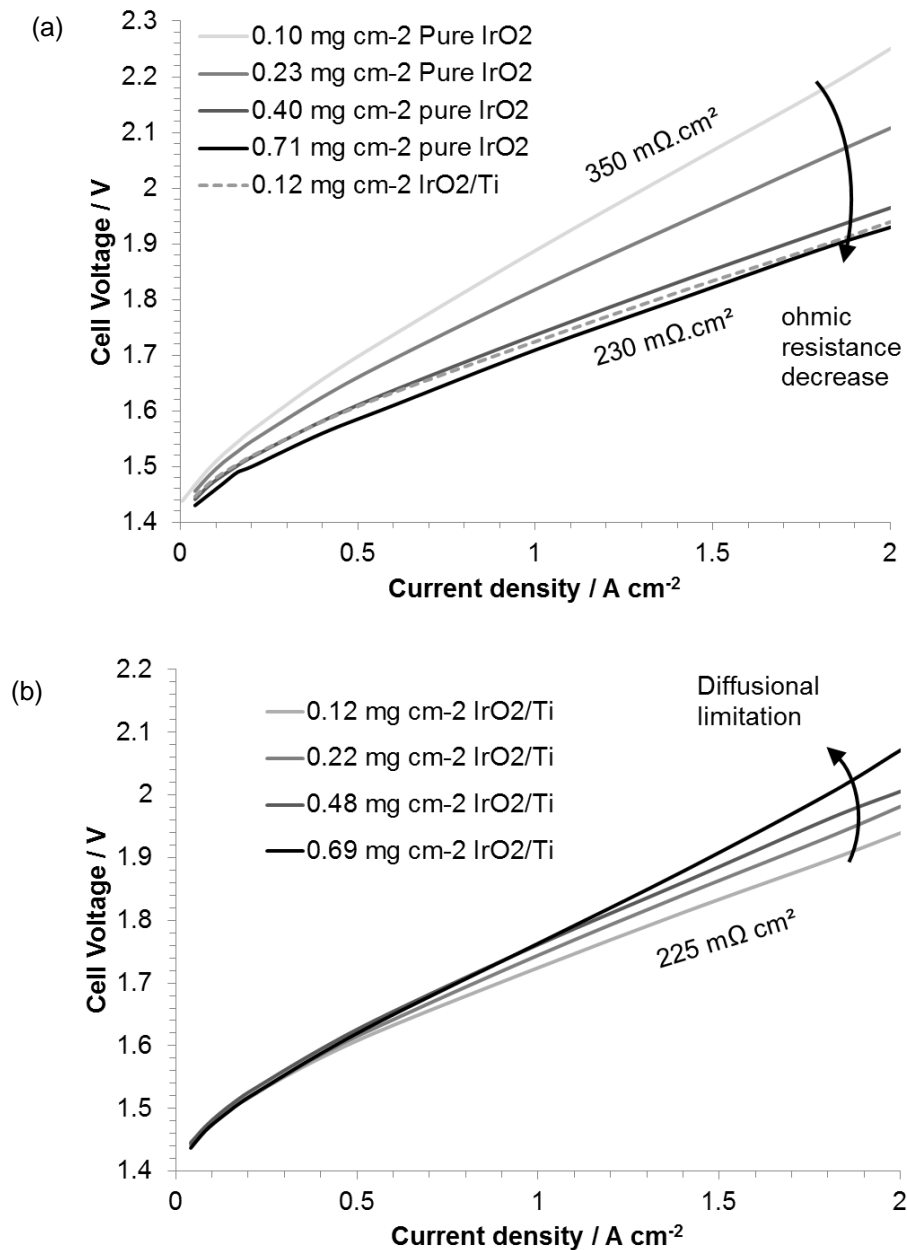 (a)
2.3
2.2
2.1
2
1.9
1.8
1.7
1.6
1.5
1.4
Cell Voltage / V
0.10 mg cm-2 Pure IrO2
0.23 mg cm-2 Pure IrO2
0.40 mg cm-2 pure IrO2
0.71 mg cm-2 pure IrO2
0.12 mg cm-2 IrO2/Ti
350 mΩ.cm²
230 mΩ.cm²
ohmic
resistance
decrease
0 0.5 1 1.5 2
Current density / A cm-2
(b)
2.2
2.1
2
1.9
1.8
1.7
1.6
1.5
1.4
Cell Voltage / V
0.12 mg cm-2 IrO2/Ti
0.22 mg cm-2 IrO2/Ti
0.48 mg cm-2 IrO2/Ti
0.69 mg cm-2 IrO2/Ti
Diffusional
limitation
225 mΩ cm²
0 0.5 1 1.5 2
Current density / A cm-2